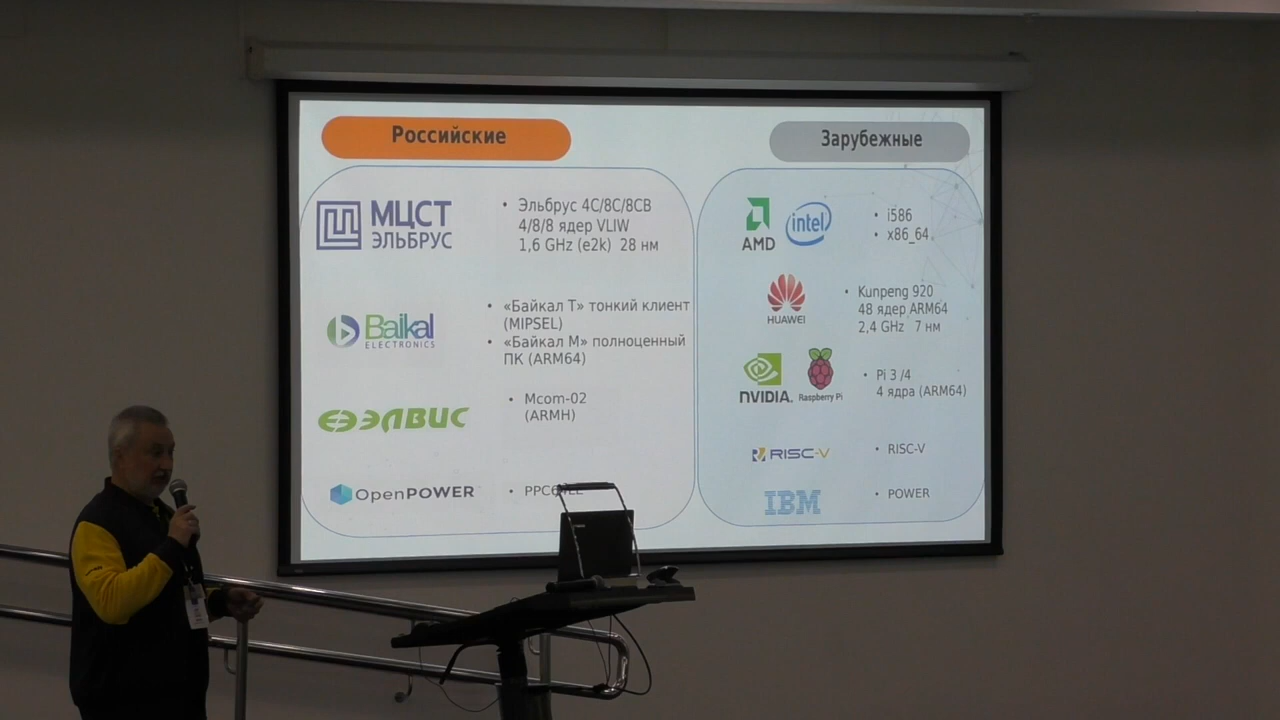 Российские
МЦСТ
ЭЛЬБРУС
• Эльбрус 4С/8С/8СВ
4/8/8 ядер VLIW
1,6 GHz (e2k) 28 нм
Baikal
ELECTRONICS
• «Байкал Т» тонкий клиент
(MIPSEL)
• «Байкал М» полноценный
ПК (ARM64)
ЭЛВИС
• Mcom-02
(ARMH)
OpenPOWER
Зарубежные
AMD
intel
• i586
• x86_64
HUAWEI
• Kunpeng 920
48 ядер ARM64
2,4 GHz 7 нм
NVIDIA.
Raspberry Pi
• Pi 3 /4
4 ядра (ARM64)
RISC-V
• RISC-V
IBM
• POWER